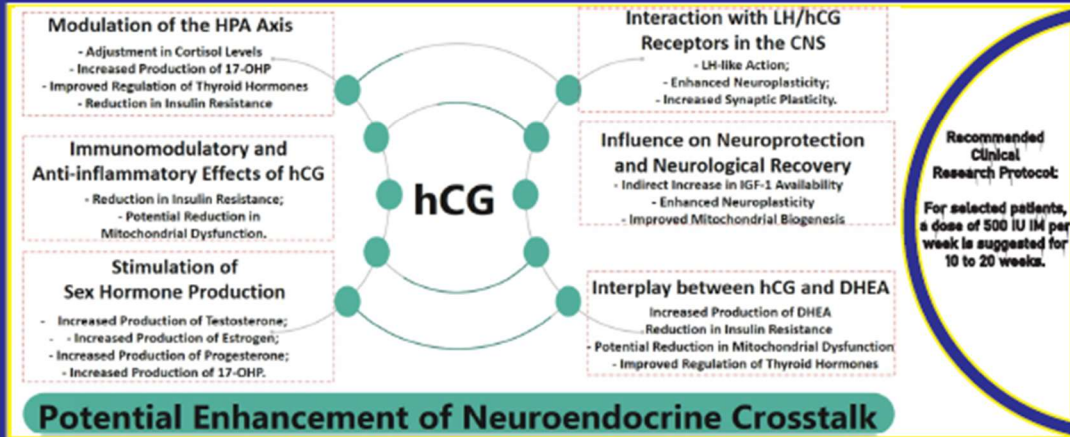 Modulation of the HPA Axis
- Adjustment in Cortisol Levels
- Increased Production of 17-OHP
- Improved Regulation of Thyroid Hormones
- Reduction in Insulin Resistance
Immunomodulatory and
Anti-inflammatory Effects of hCG
- Reduction in Insulin Resistance;
- Potential Reduction in
Mitochondrial Dysfunction.
Stimulation of
Sex Hormone Production
- Increased Production of Testosterone;
- - Increased Production of Estrogen;
- Increased Production of Progesterone;
- Increased Production of 17-OHP.
hCG
Interaction with LH/hCG
Receptors in the CNS
- LH-like Action;
- Enhanced Neuroplasticity;
- Increased Synaptic Plasticity.
Influence on Neuroprotection
and Neurological Recovery
- Indirect Increase in IGF-1 Availability
- Enhanced Neuroplasticity
- Improved Mitochondrial Biogenesis
Interplay between hCG and DHEA
Increased Production of DHEA
Reduction in Insulin Resistance
- Potential Reduction in Mitochondrial Dysfunction
- Improved Regulation of Thyroid Hormones
Recommended
Clinical
Research Protocol:
For selected patients,
a dose of 500 IU IM per
week is suggested for
10 to 20 weeks.
Potential Enhancement of Neuroendocrine Crosstalk